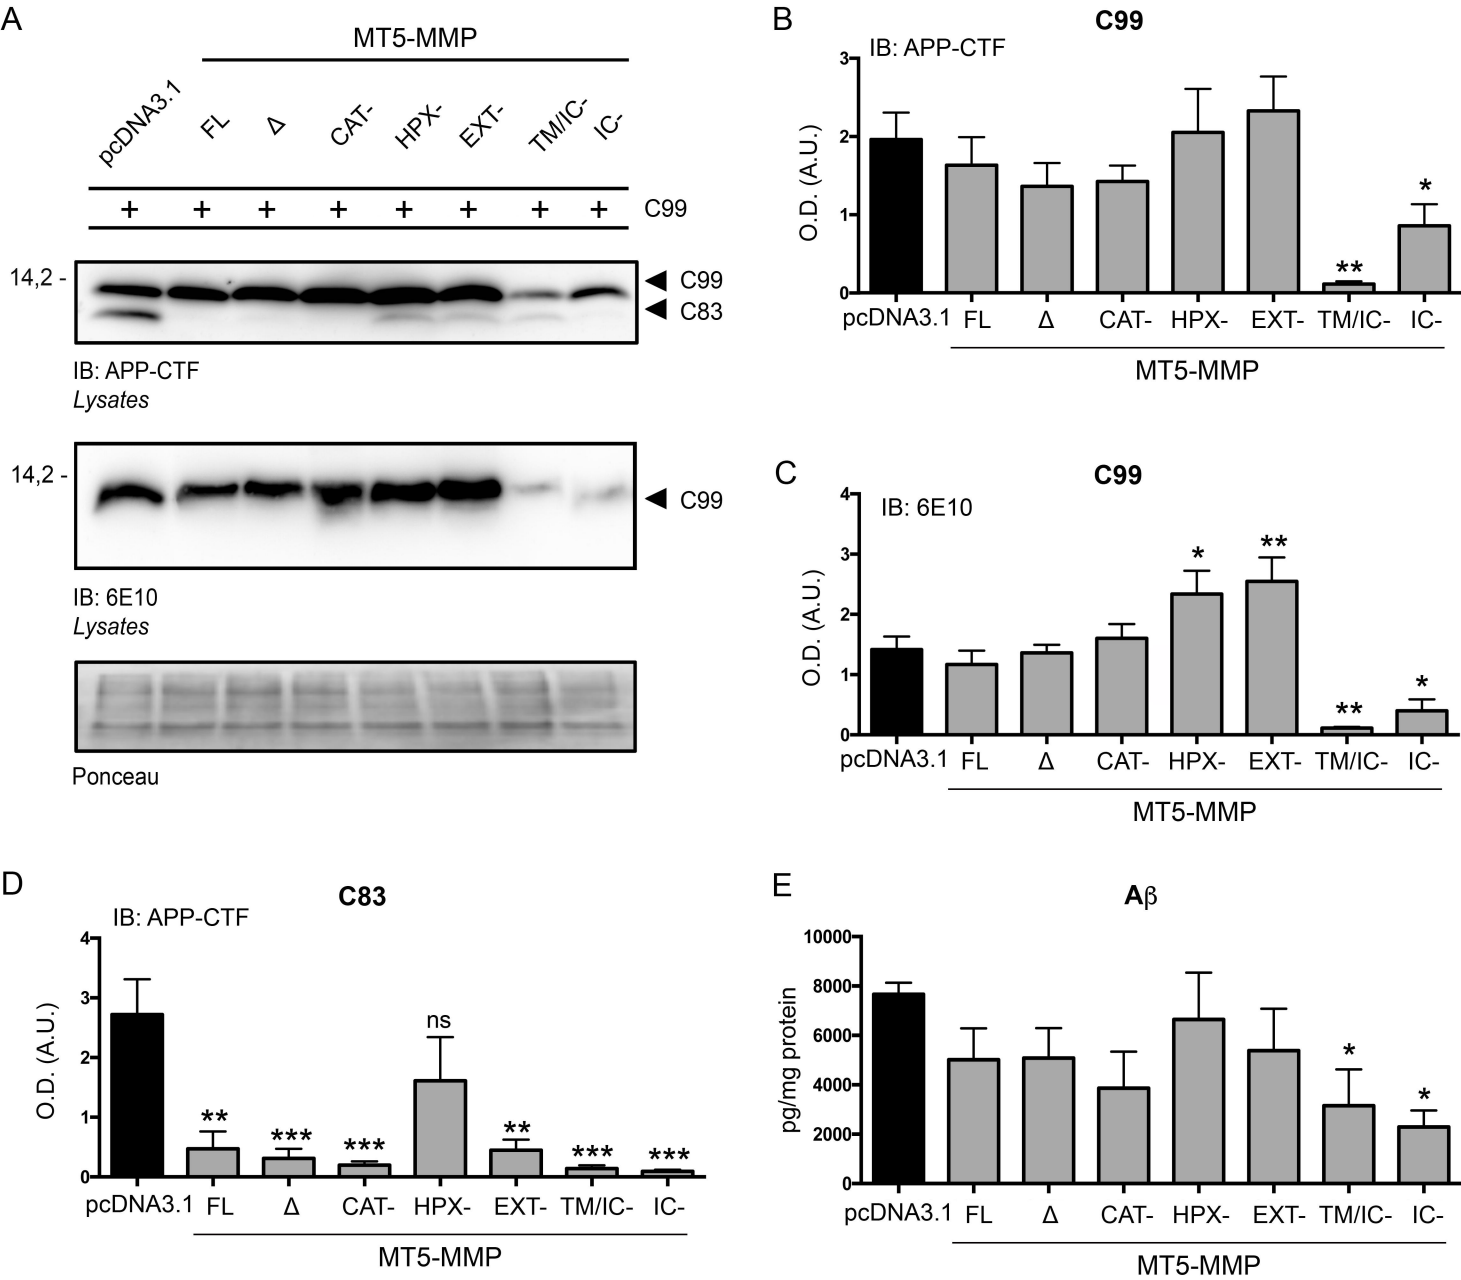 A
MT5-MMP
pcDNA3.1 FL Δ CAT- HPX- EXT- TM/IC- IC-
+ + + + + + + + C99
14,2 -
C99
C83
IB: APP-CTF
Lysates
14,2 -
C99
IB: 6E10
Lysates
Ponceau
B
C99
IB: APP-CTF
O.D. (A.U.)
3
2
1
0
*
**
pcDNA3.1 FL Δ CAT- HPX- EXT- TM/IC- IC-
MT5-MMP
C
C99
IB: 6E10
O.D. (A.U.)
4
3
2
1
0
* ** ** *
pcDNA3.1 FL Δ CAT- HPX- EXT- TM/IC- IC-
MT5-MMP
D
C83
IB: APP-CTF
O.D. (A.U.)
4
3
2
1
0
** *** *** ns ** *** ***
pcDNA3.1 FL Δ CAT- HPX- EXT- TM/IC- IC-
MT5-MMP
E
Aβ
pg/mg protein
10000
8000
6000
4000
2000
0
* *
pcDNA3.1 FL Δ CAT- HPX- EXT- TM/IC- IC-
MT5-MMP